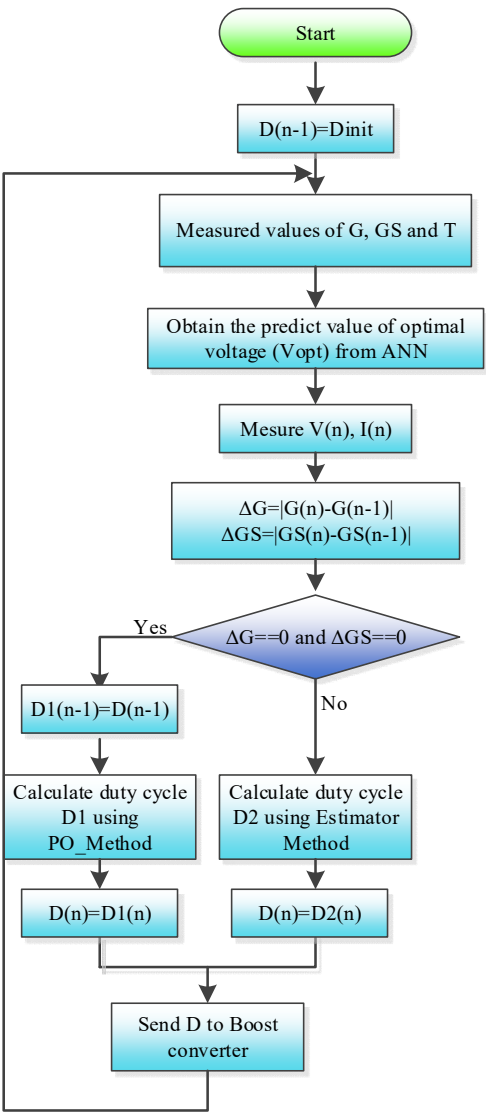 Start
D(n-1)=Dinit
Measured values of G, GS and T
Obtain the predict value of optimal
voltage (Vopt) from ANN
Mesure V(n), I(n)
ΔG=|G(n)-G(n-1)|
ΔGS=|GS(n)-GS(n-1)|
ΔG==0 and ΔGS==0
Yes
No
D1(n-1)=D(n-1)
Calculate duty cycle
D1 using
PO_Method
D(n)=D1(n)
Calculate duty cycle
D2 using Estimator
Method
D(n)=D2(n)
Send D to Boost
converter